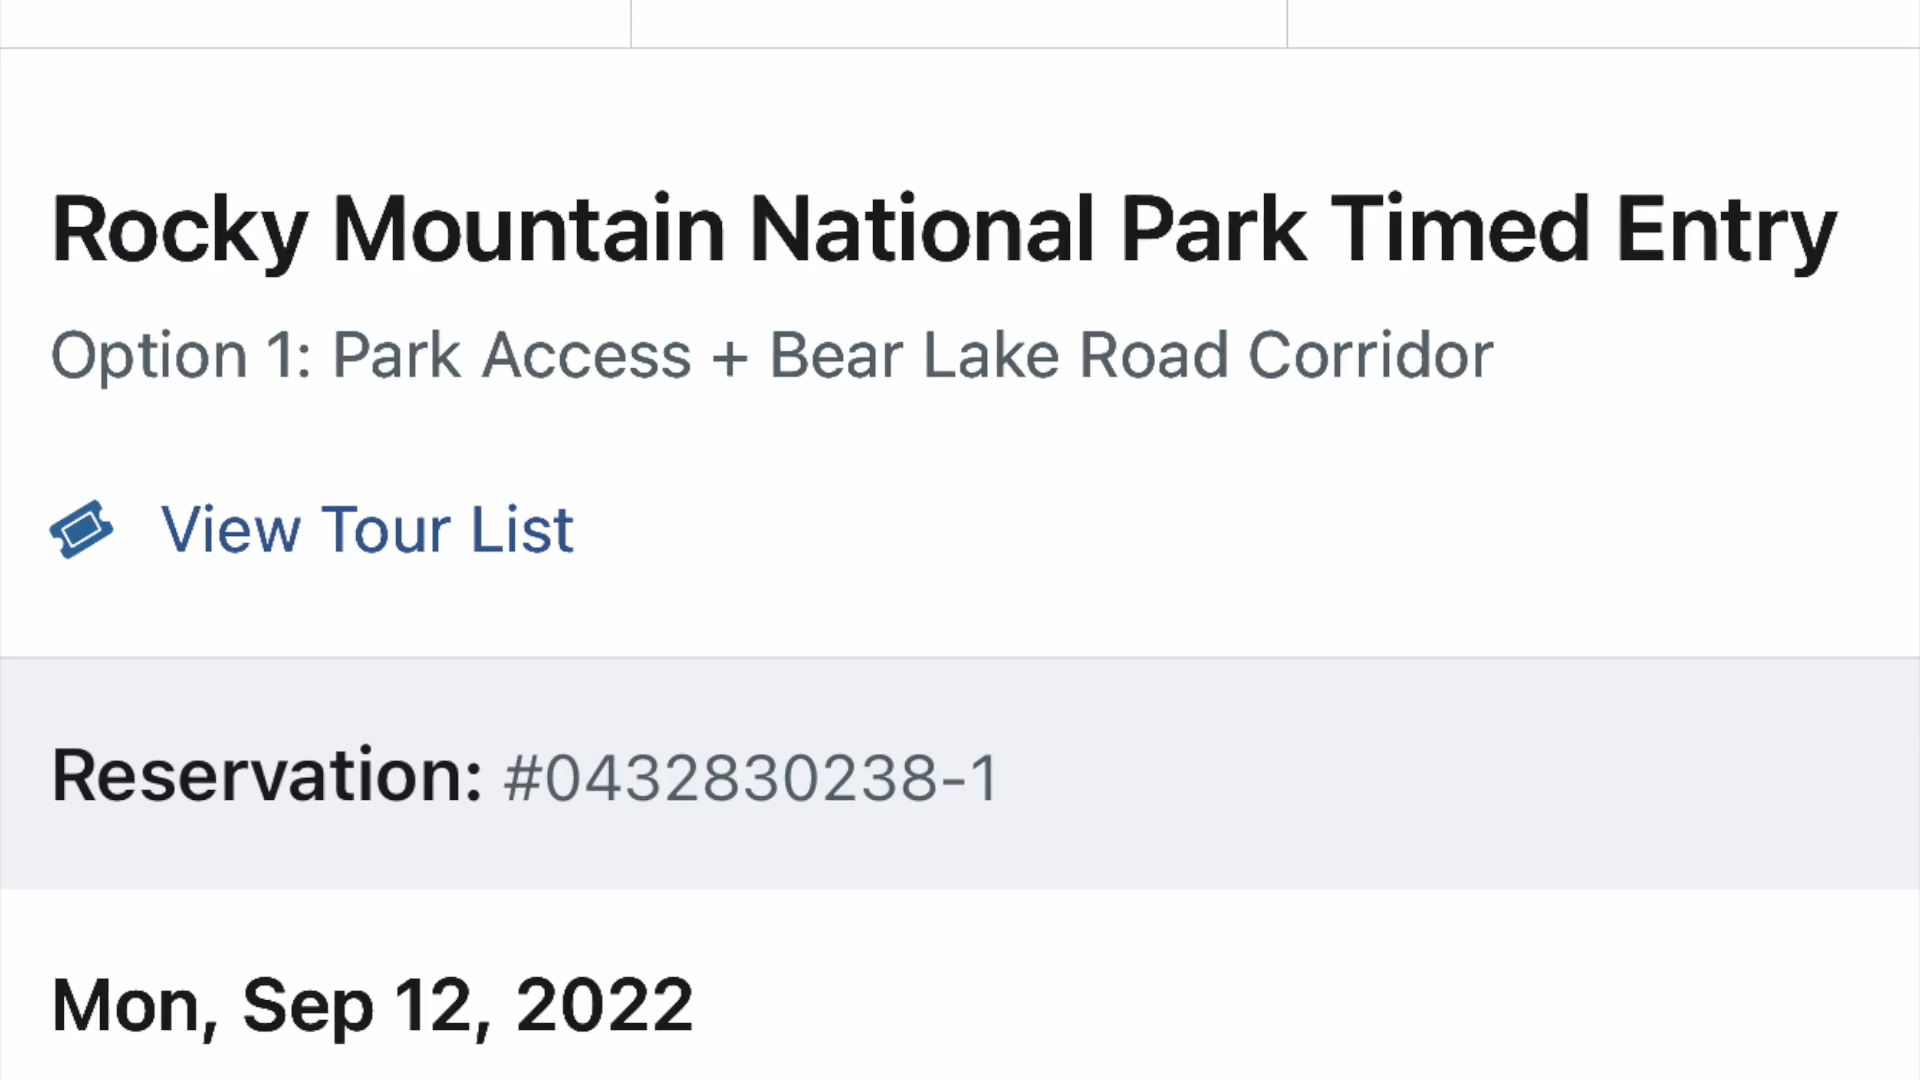 Rocky Mountain National Park Timed Entry
Option 1: Park Access + Bear Lake Road Corridor
View Tour List
Reservation: #0432830238-1
Mon, Sep 12, 2022